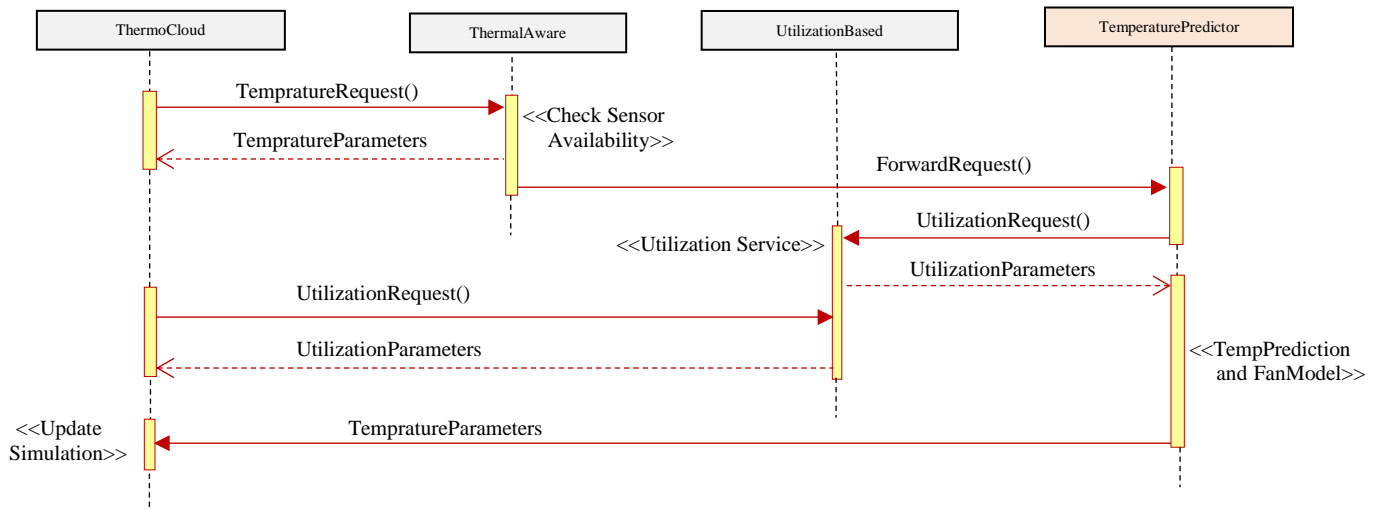 ThermoCloud
ThermalAware
UtilizationBased
TemperaturePredictor
TempratureRequest()
<<Check Sensor
Availability>>
TempratureParameters
ForwardRequest()
UtilizationRequest()
<<Utilization Service>>
UtilizationParameters
UtilizationRequest()
UtilizationParameters
<<TempPrediction
and FanModel>>
<<Update
Simulation>>
TempratureParameters